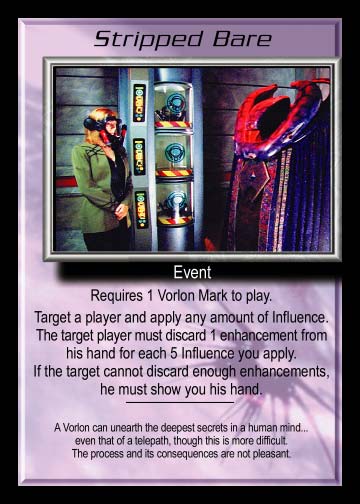 Stripped Bare
Event
Requires 1 Vorlon Mark to play.
Target a player and apply any amount of Influence.
The target player must discard 1 enhancement from
his hand for each 5 Influence you apply.
If the target cannot discard enough enhancements,
he must show you his hand.
A Vorlon can unearth the deepest secrets in a human mind...
even that of a telepath, though this is more difficult.
The process and its consequences are not pleasant.